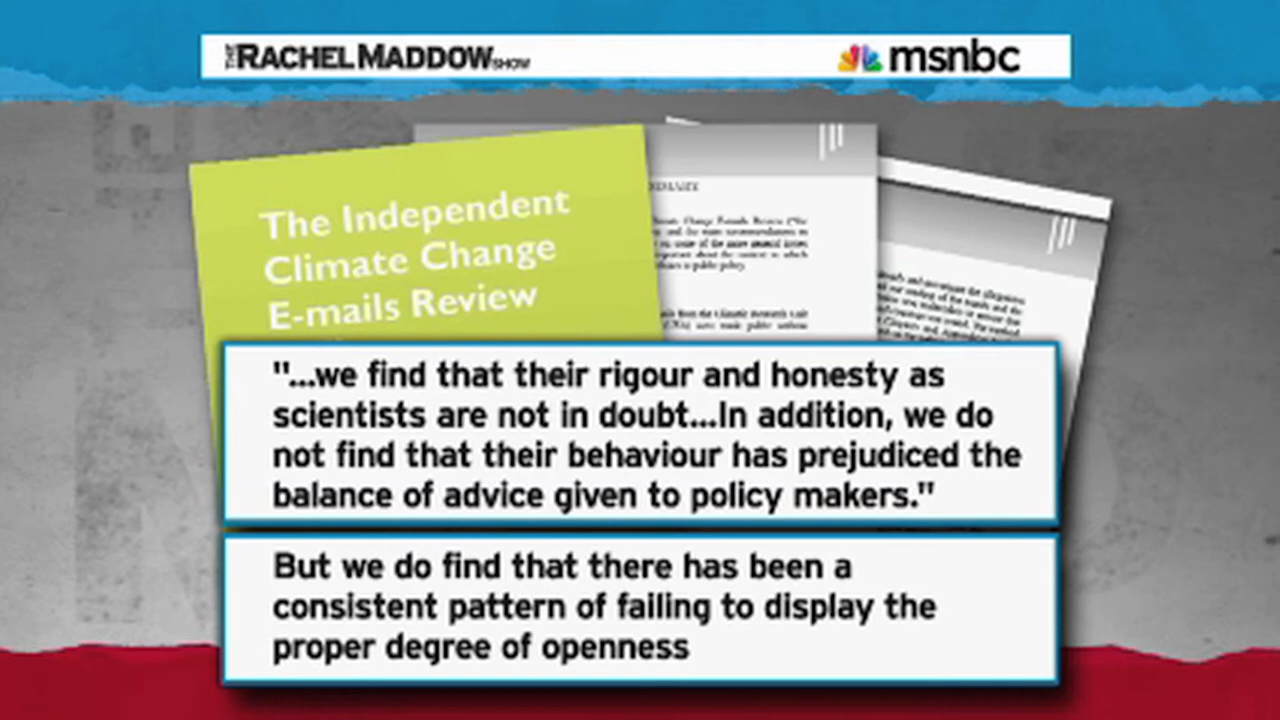 THE RACHEL MADDOW SHOW
msnbc
The Independent
Climate Change
E-mails Review
"...we find that their rigour and honesty as
scientists are not in doubt...In addition, we do
not find that their behaviour has prejudiced the
balance of advice given to policy makers."
But we do find that there has been a
consistent pattern of failing to display the
proper degree of openness